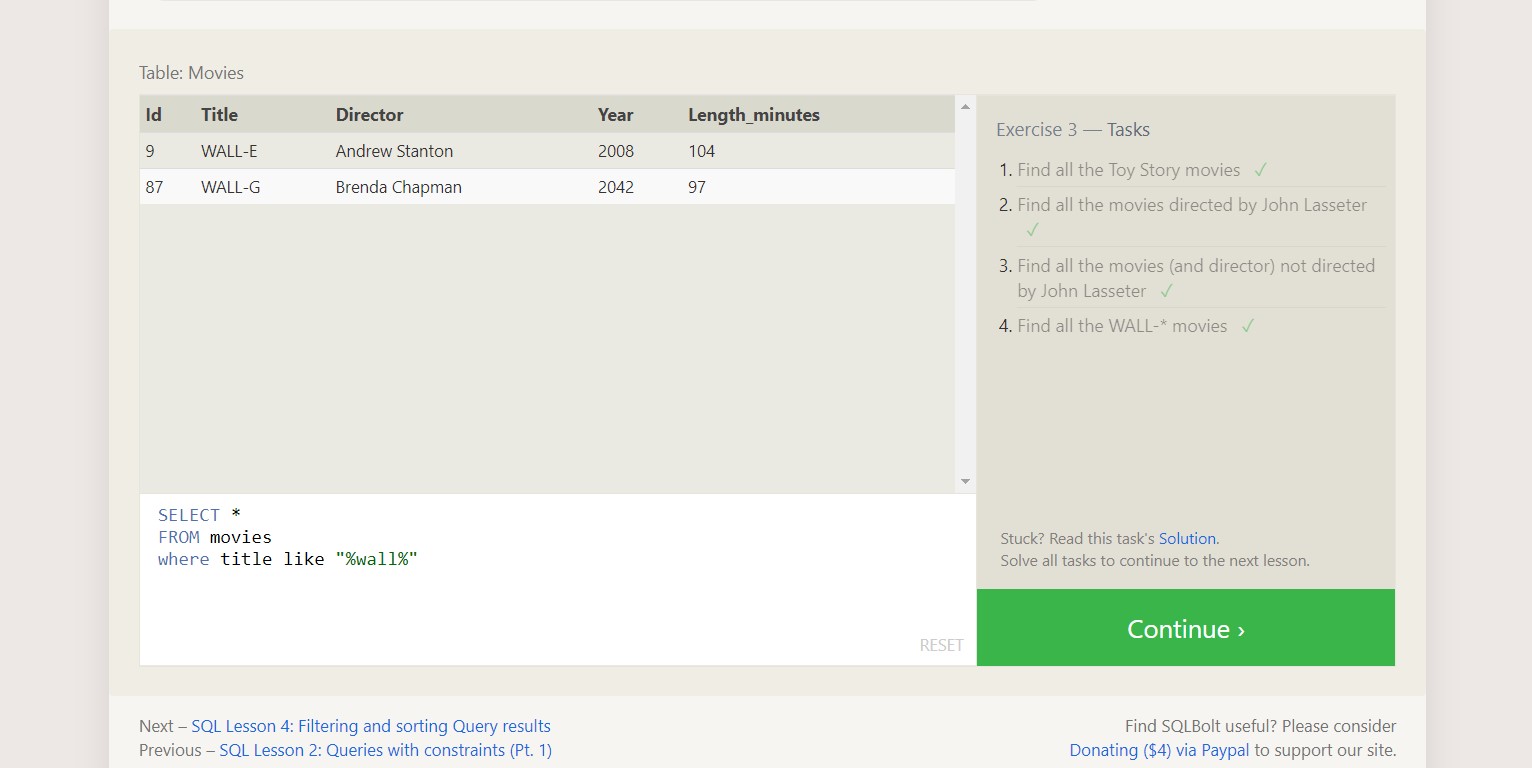 Table: Movies
Id Title Director Year Length_minutes
9 WALL-E Andrew Stanton 2008 104
87 WALL-G Brenda Chapman 2042 97
Exercise 3 — Tasks
1. Find all the Toy Story movies ✓
2. Find all the movies directed by John Lasseter
✓
3. Find all the movies (and director) not directed
by John Lasseter ✓
4. Find all the WALL-* movies ✓
SELECT *
FROM movies
where title like "%wall%"
RESET
Stuck? Read this task's Solution.
Solve all tasks to continue to the next lesson.
Continue ›
Next – SQL Lesson 4: Filtering and sorting Query results
Previous – SQL Lesson 2: Queries with constraints (Pt. 1)
Find SQLBolt useful? Please consider
Donating ($4) via Paypal to support our site.